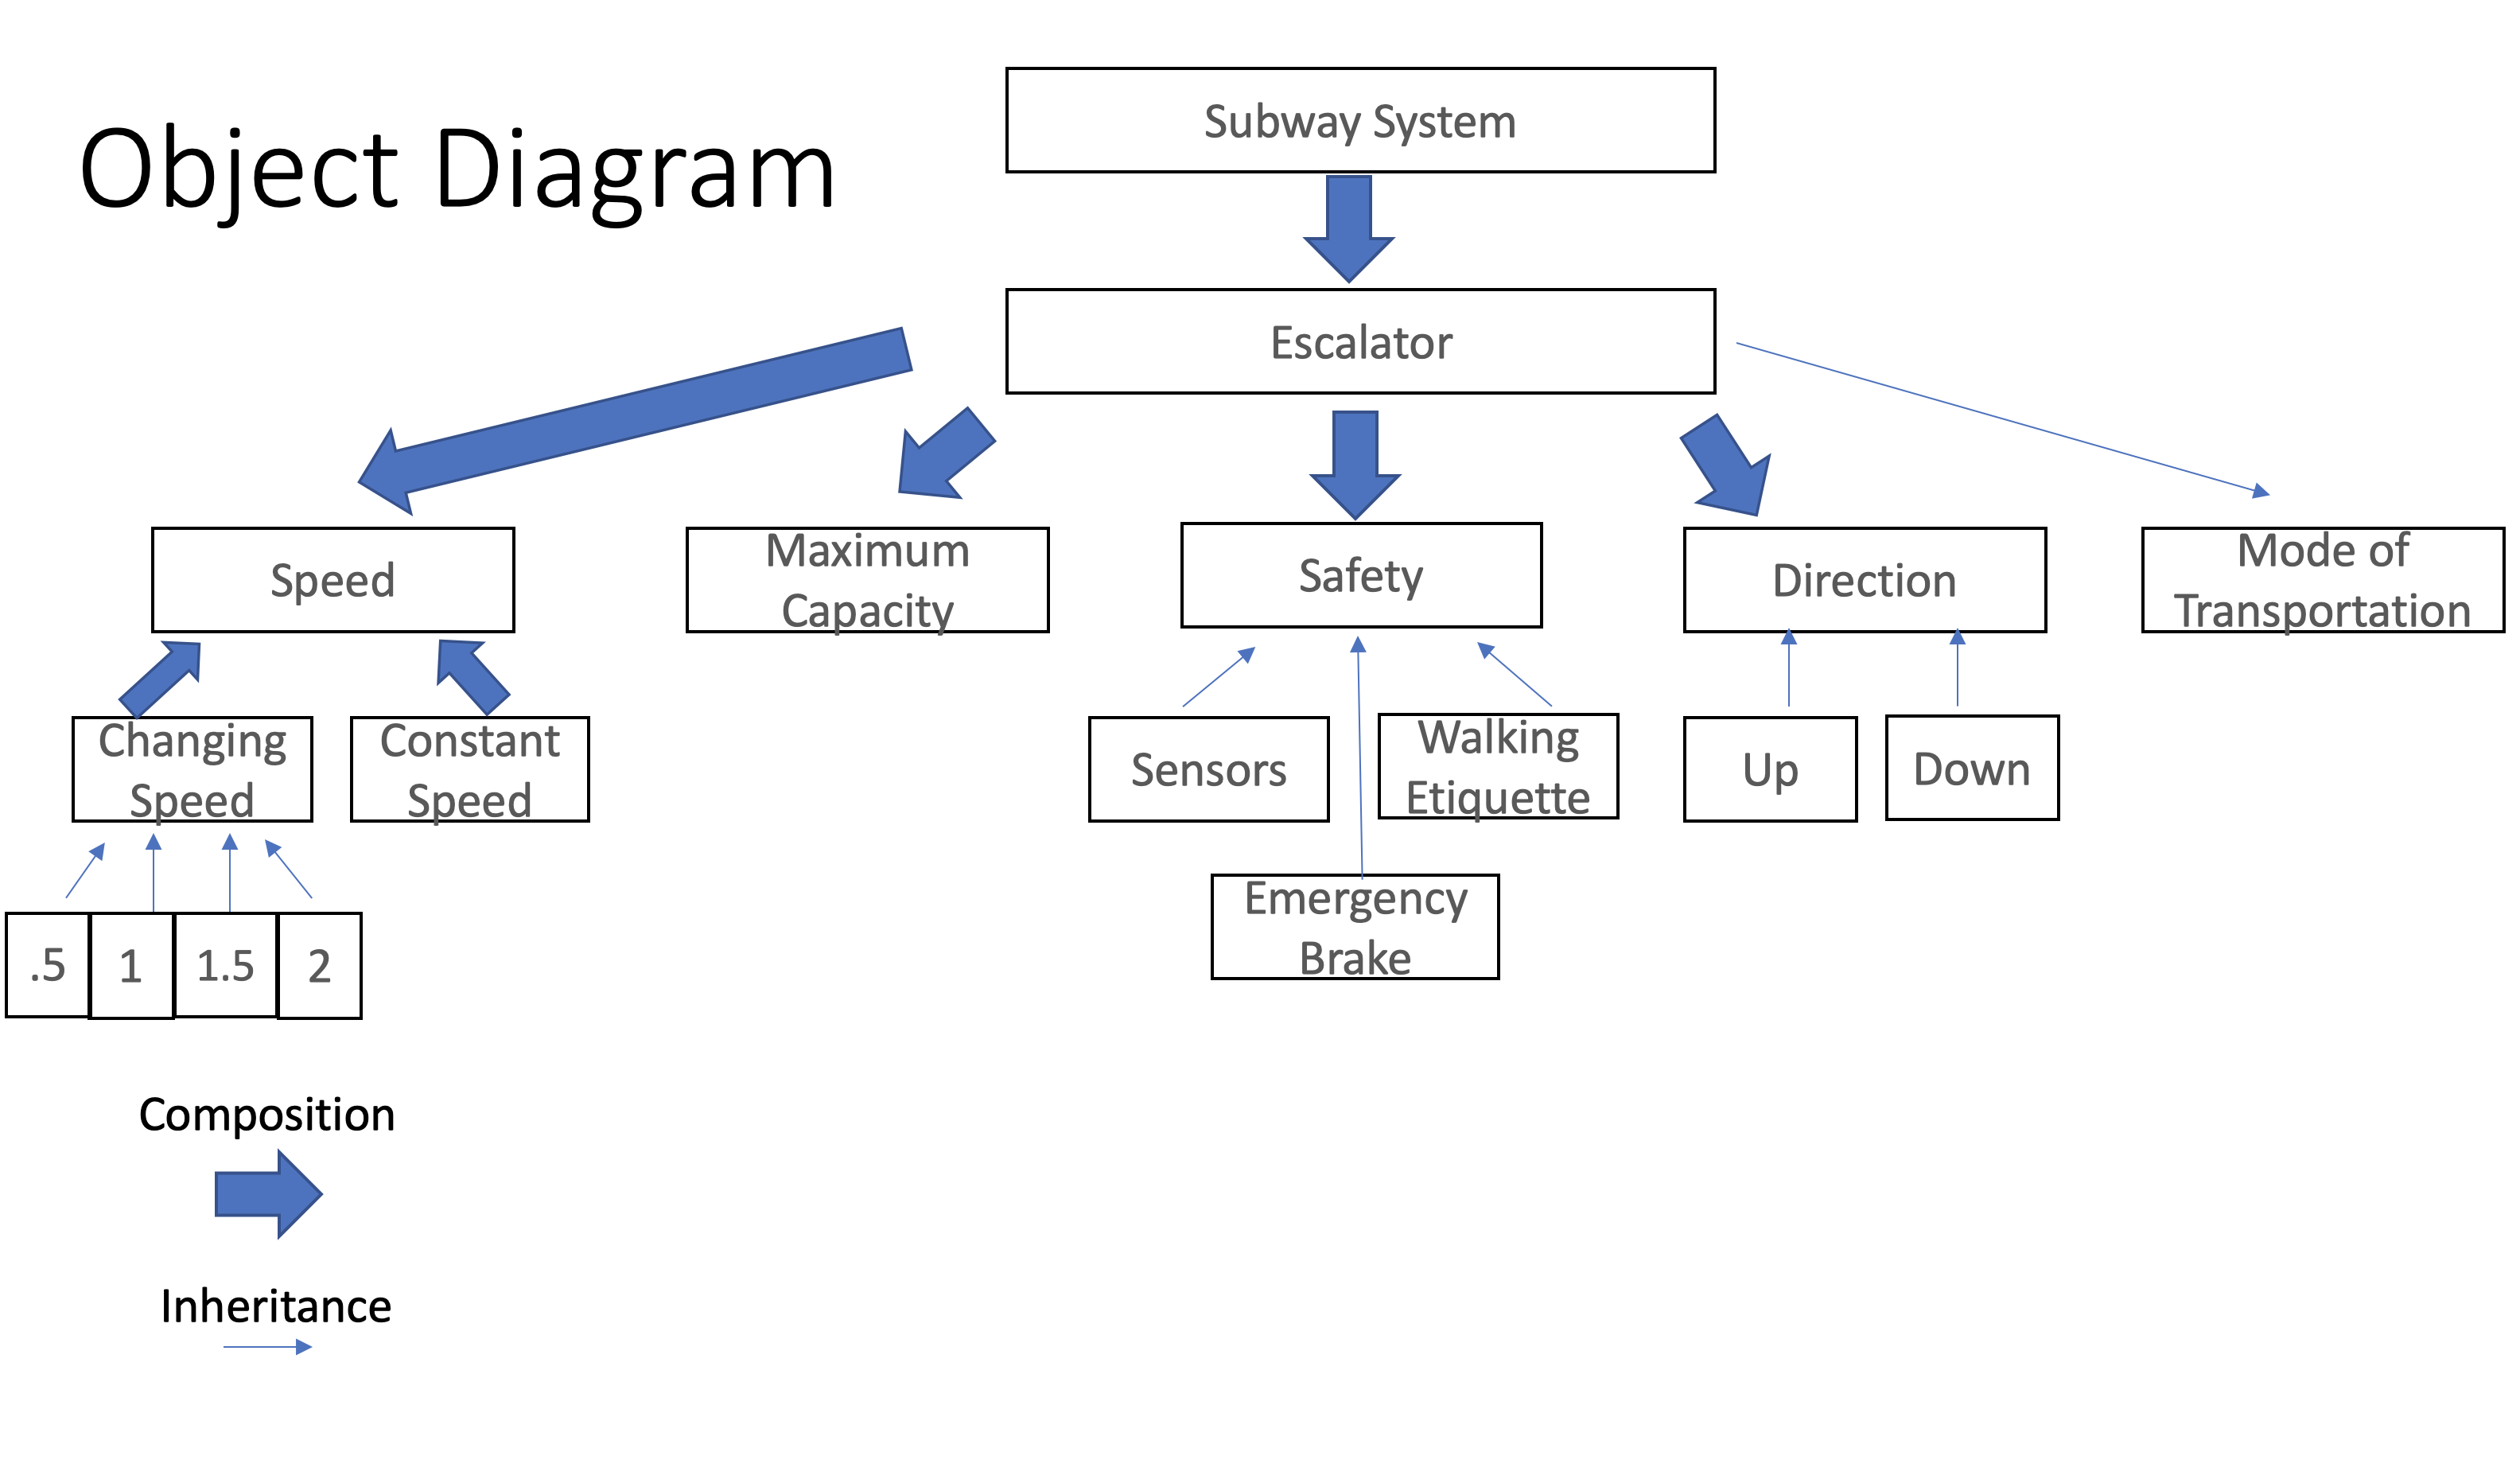 Object Diagram
Subway System
Escalator
Speed
Maximum
Capacity
Safety
Direction
Mode of
Transportation
Changing
Speed
Constant
Speed
Sensors
Walking
Etiquette
Up
Down
Emergency
Brake
.5
1
1.5
2
Composition
Inheritance